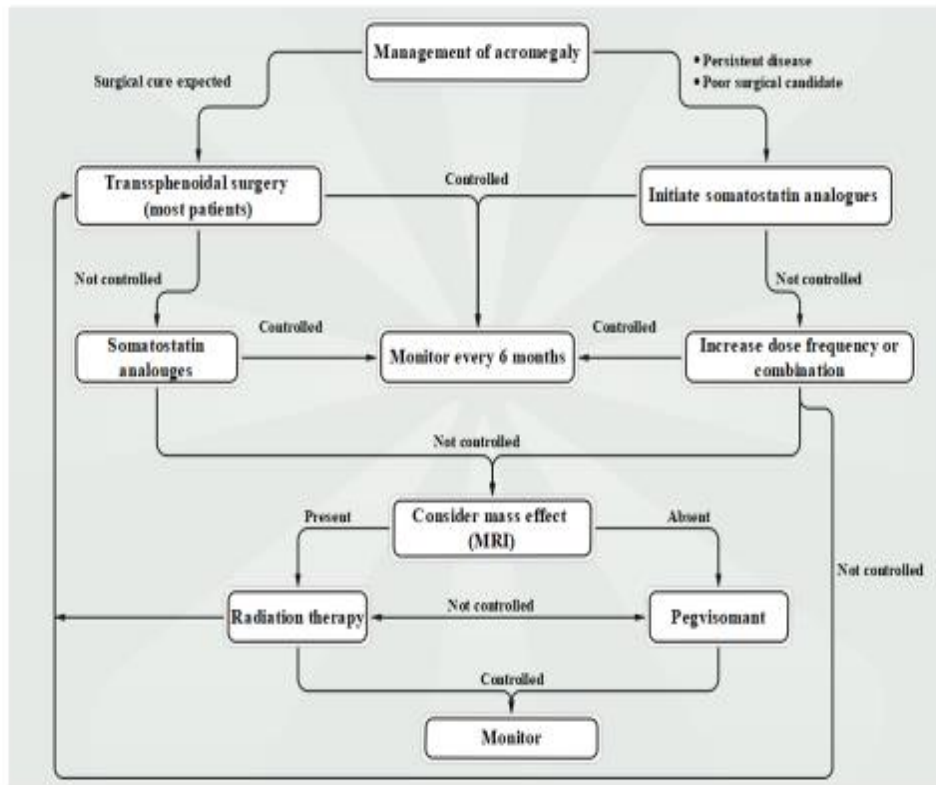 Management of acromegaly
Surgical cure expected
• Persistent disease
• Poor surgical candidate
Transsphenoidal surgery
(most patients)
Controlled
Initiate somatostatin analogues
Not controlled
Not controlled
Somatostatin
analouges
Controlled
Monitor every 6 months
Controlled
Increase dose frequency or
combination
Not controlled
Present
Consider mass effect
(MRI)
Absent
Not controlled
Radiation therapy
Not controlled
Pegvisomant
Controlled
Monitor